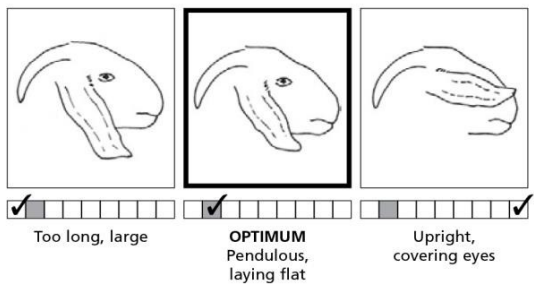 Too long, large
OPTIMUM
Pendulous,
laying flat
Upright,
covering eyes